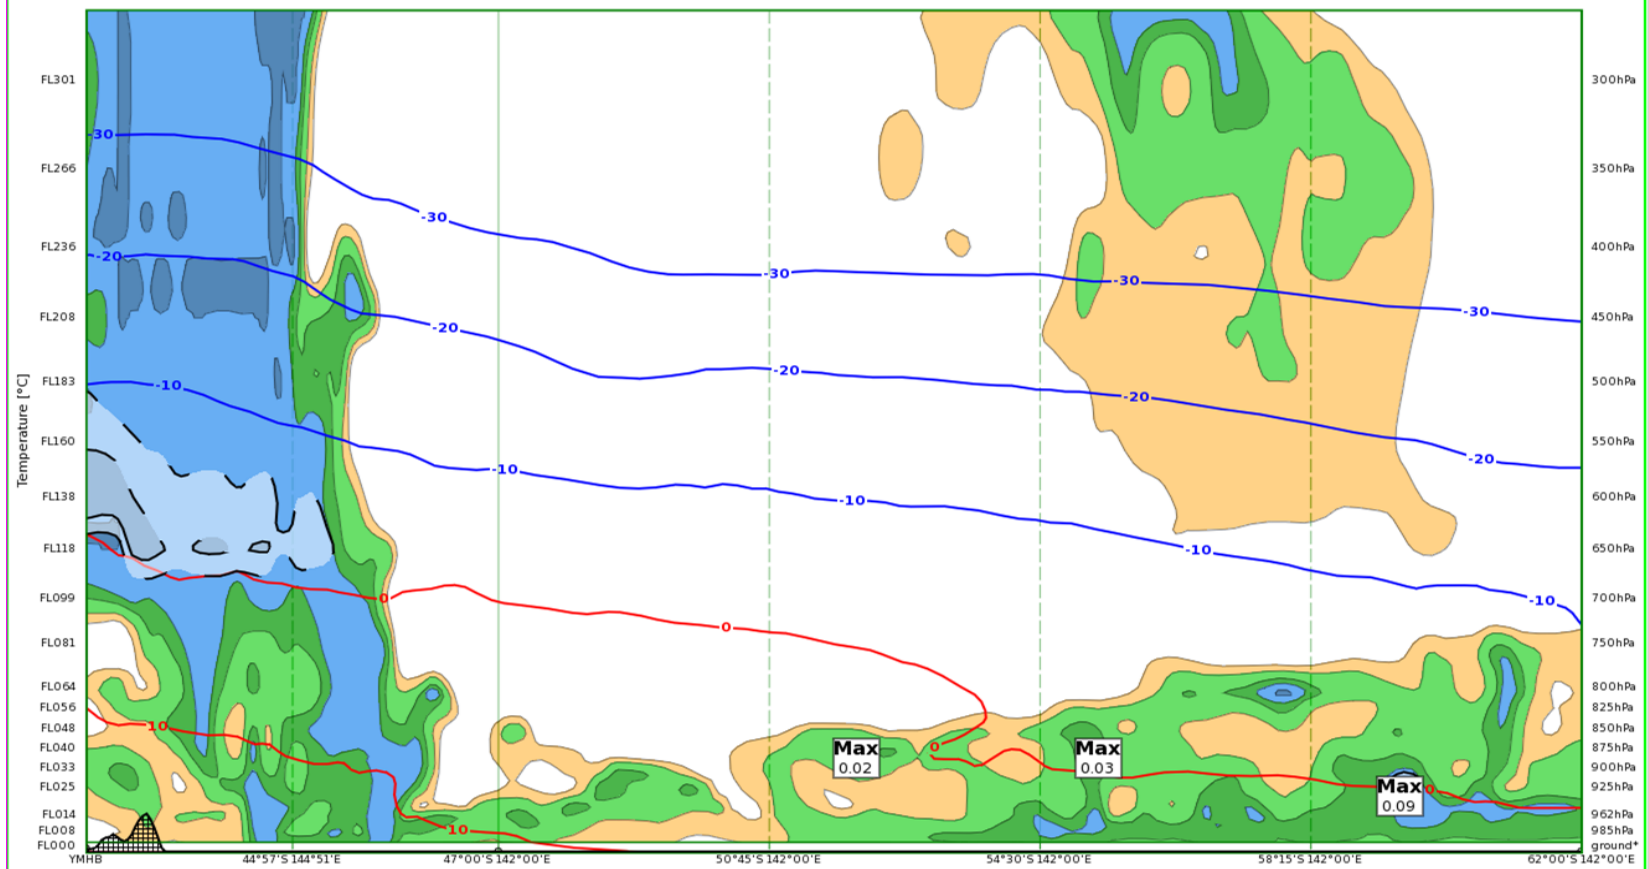 FL301
300hPa
-30
FL266
350hPa
-30
FL236
400hPa
-20
-30
-30
FL208
450hPa
-20
-30
FL183
500hPa
-10
-20
-20
FL160
550hPa
-20
Temperature [°C]
-10
FL138
600hPa
-10
FL118
650hPa
-10
FL099
700hPa
0
-10
0
FL081
750hPa
FL064
800hPa
FL056
825hPa
10
FL048
850hPa
FL040
875hPa
Max
0.02
0
Max
0.03
FL033
900hPa
FL025
925hPa
Max
0.09
0
FL014
962hPa
FL008
985hPa
10
FL000
ground*
YMHB
44°57'S 144°51'E
47°00'S 142°00'E
50°45'S 142°00'E
54°30'S 142°00'E
58°15'S 142°00'E
62°00'S 142°00'E